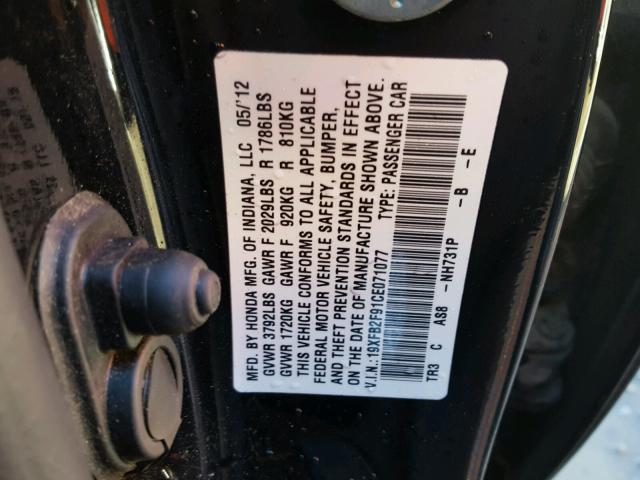 MFD. BY HONDA MFG. OF INDIANA, LLC 05/'12
GVWR 3792LBS GAWR F 2029LBS R 1786LBS
GVWR 1720KG GAWR F 920KG R 810KG
THIS VEHICLE CONFORMS TO ALL APPLICABLE
FEDERAL MOTOR VEHICLE SAFETY, BUMPER,
AND THEFT PREVENTION STANDARDS IN EFFECT
ON THE DATE OF MANUFACTURE SHOWN ABOVE.
V.I.N.:19XFB2F91CE071077 TYPE: PASSENGER CAR
TR3 C AS8 -NH731P -B -E